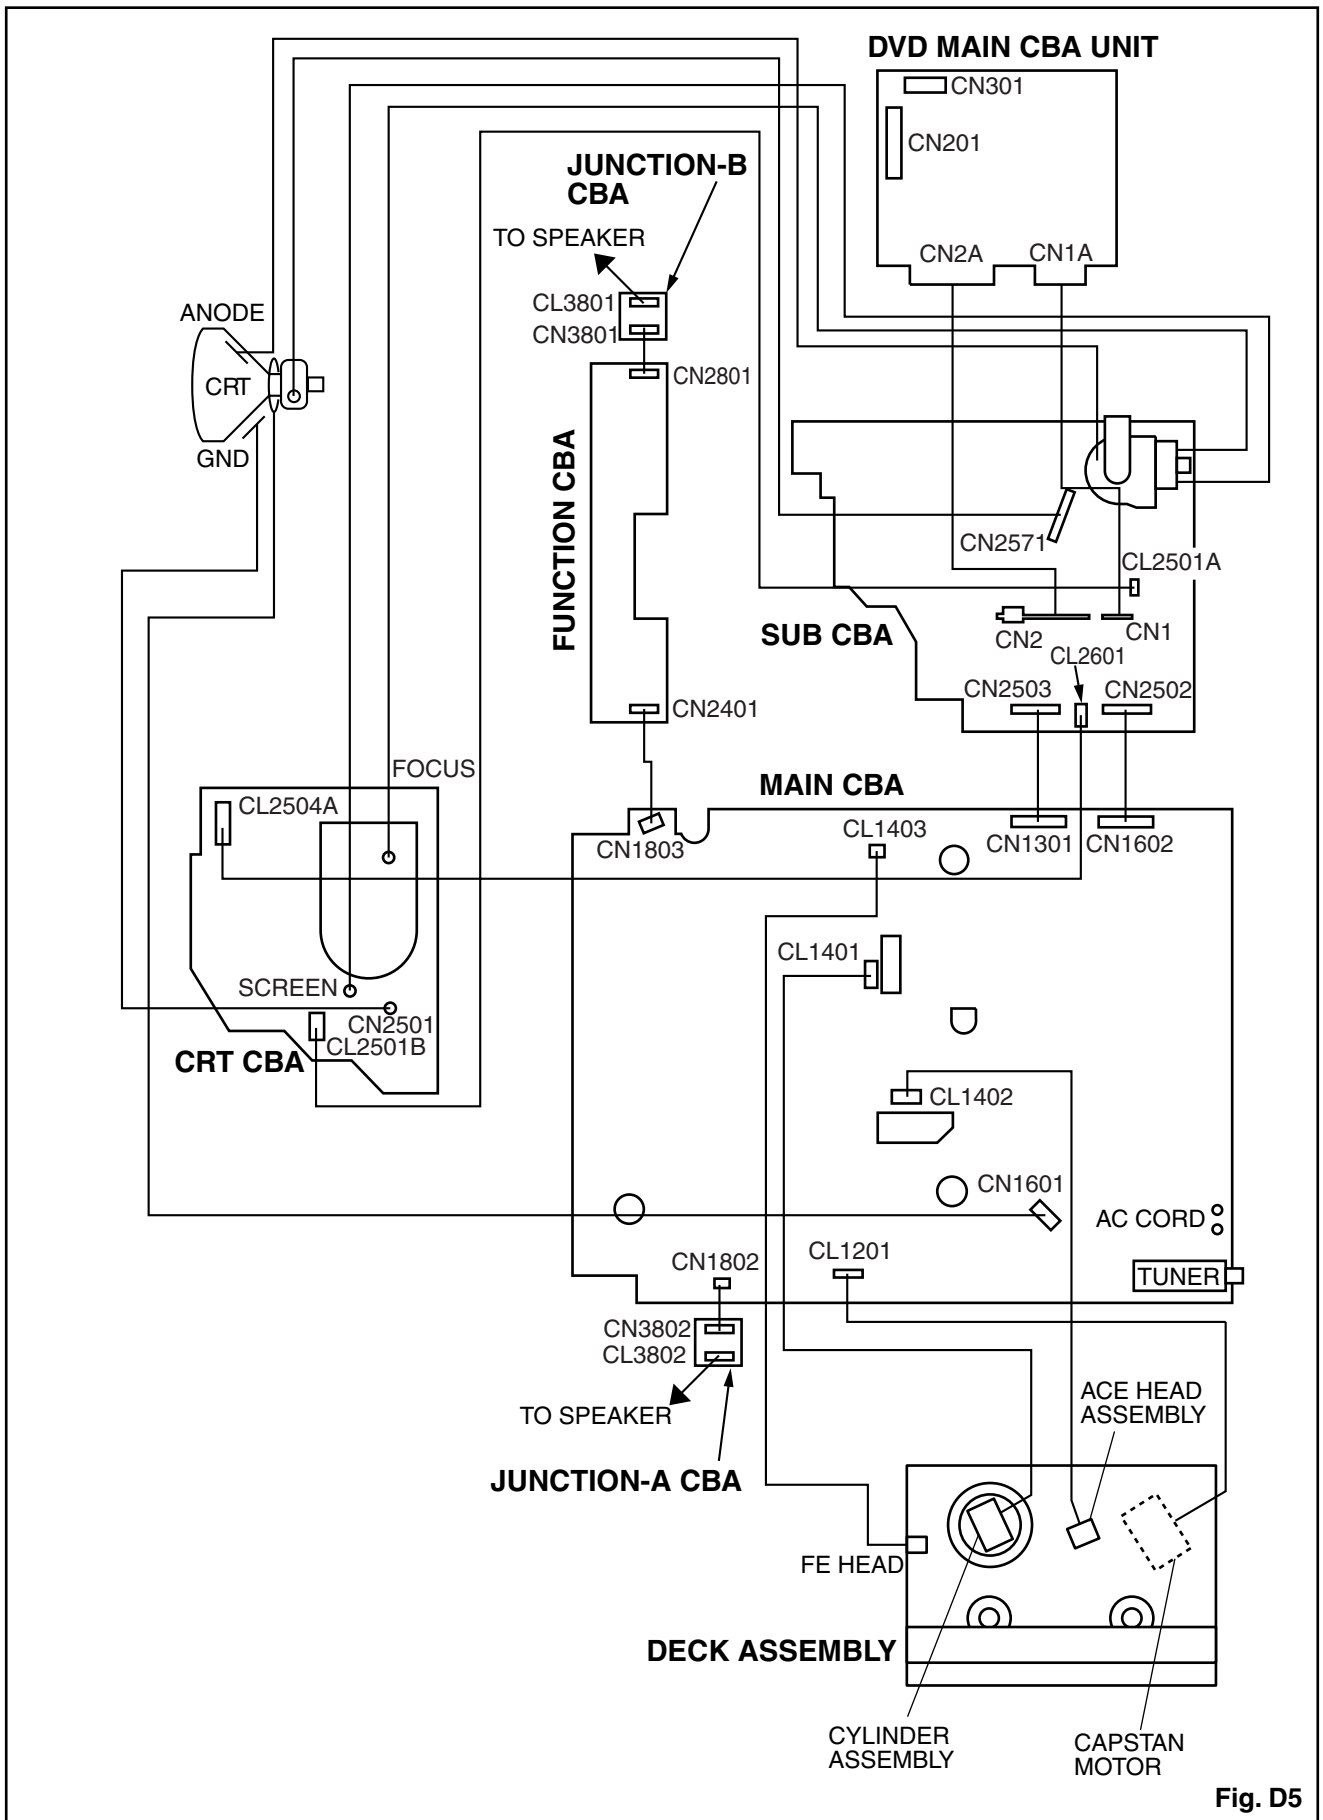 DVD MAIN CBA UNIT
CN301
CN201
JUNCTION-B
CBA
TO SPEAKER
CN2A
CN1A
CL3801
CN3801
ANODE
CRT
GND
CN2801
FUNCTION CBA
CN2571
CL2501A
SUB CBA
CN2
CN1
CL2601
CN2503
CN2502
CN2401
FOCUS
MAIN CBA
CL2504A
CN1803
CL1403
CN1301
CN1602
CL1401
SCREEN
CN2501
CL2501B
CRT CBA
CL1402
CN1601
AC CORD
CN1802
CL1201
TUNER
CN3802
CL3802
TO SPEAKER
JUNCTION-A CBA
ACE HEAD
ASSEMBLY
FE HEAD
DECK ASSEMBLY
CYLINDER
ASSEMBLY
CAPSTAN
MOTOR
Fig. D5